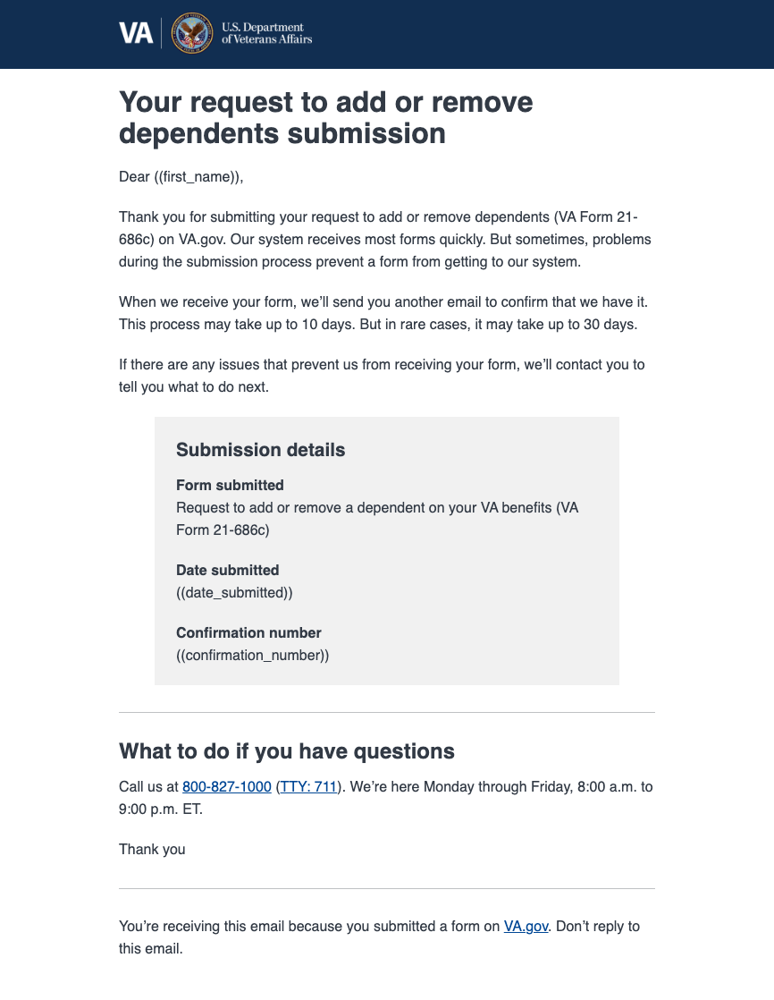 VA
U.S. Department
of Veterans Affairs
Your request to add or remove
dependents submission
Dear ((first_name)),
Thank you for submitting your request to add or remove dependents (VA Form 21-
686c) on VA.gov. Our system receives most forms quickly. But sometimes, problems
during the submission process prevent a form from getting to our system.
When we receive your form, we’ll send you another email to confirm that we have it.
This process may take up to 10 days. But in rare cases, it may take up to 30 days.
If there are any issues that prevent us from receiving your form, we’ll contact you to
tell you what to do next.
Submission details
Form submitted
Request to add or remove a dependent on your VA benefits (VA
Form 21-686c)
Date submitted
((date_submitted))
Confirmation number
((confirmation_number))
What to do if you have questions
Call us at 800-827-1000 (TTY: 711). We’re here Monday through Friday, 8:00 a.m. to
9:00 p.m. ET.
Thank you
You’re receiving this email because you submitted a form on VA.gov. Don’t reply to
this email.